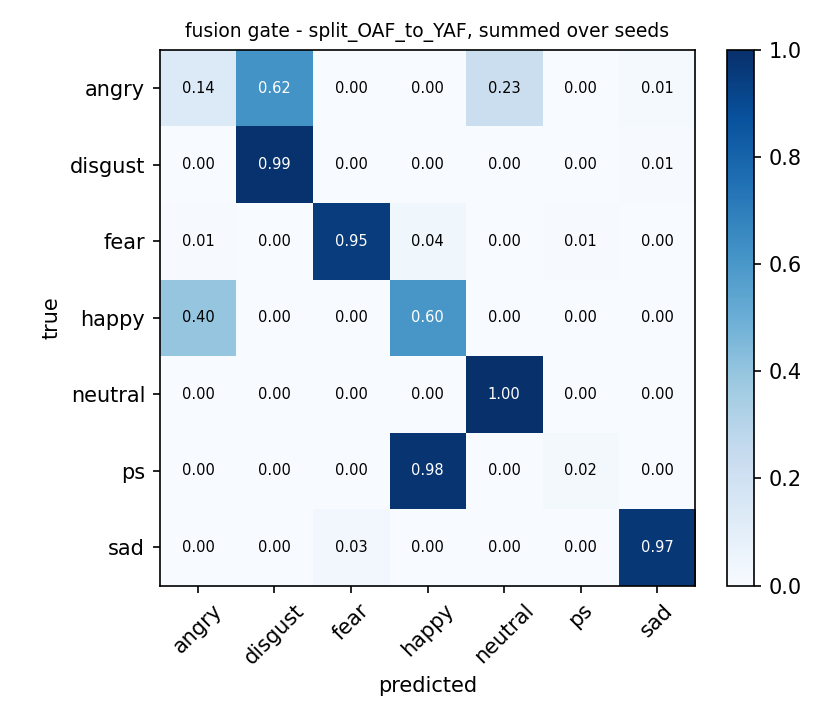 fusion gate - split_OAF_to_YAF, summed over seeds
true
angry 0.14 0.62 0.00 0.00 0.23 0.00 0.01
disgust 0.00 0.99 0.00 0.00 0.00 0.00 0.01
fear 0.01 0.00 0.95 0.04 0.00 0.01 0.00
happy 0.40 0.00 0.00 0.60 0.00 0.00 0.00
neutral 0.00 0.00 0.00 0.00 1.00 0.00 0.00
ps 0.00 0.00 0.00 0.98 0.00 0.02 0.00
sad 0.00 0.00 0.03 0.00 0.00 0.00 0.97
angry disgust fear happy neutral ps sad
predicted
1.0
0.8
0.6
0.4
0.2
0.0